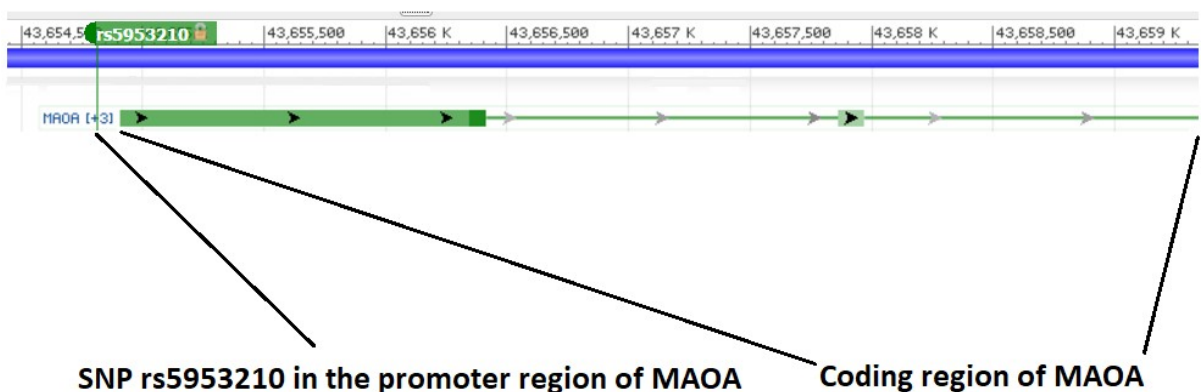 43,654,5 rs5953210 43,655,500 43,656 K 43,656,500 43,657 K 43,657,500 43,658 K 43,658,500 43,659 K
MAOA [+3]
SNP rs5953210 in the promoter region of MAOA Coding region of MAOA